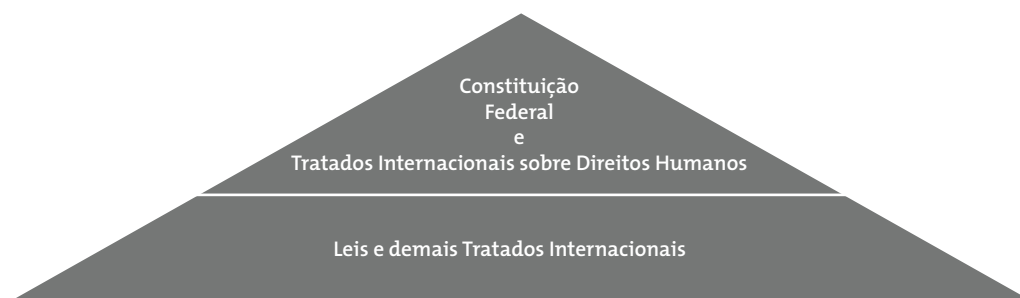 Constituição
Federal
e
Tratados Internacionais sobre Direitos Humanos
Leis e demais Tratados Internacionais